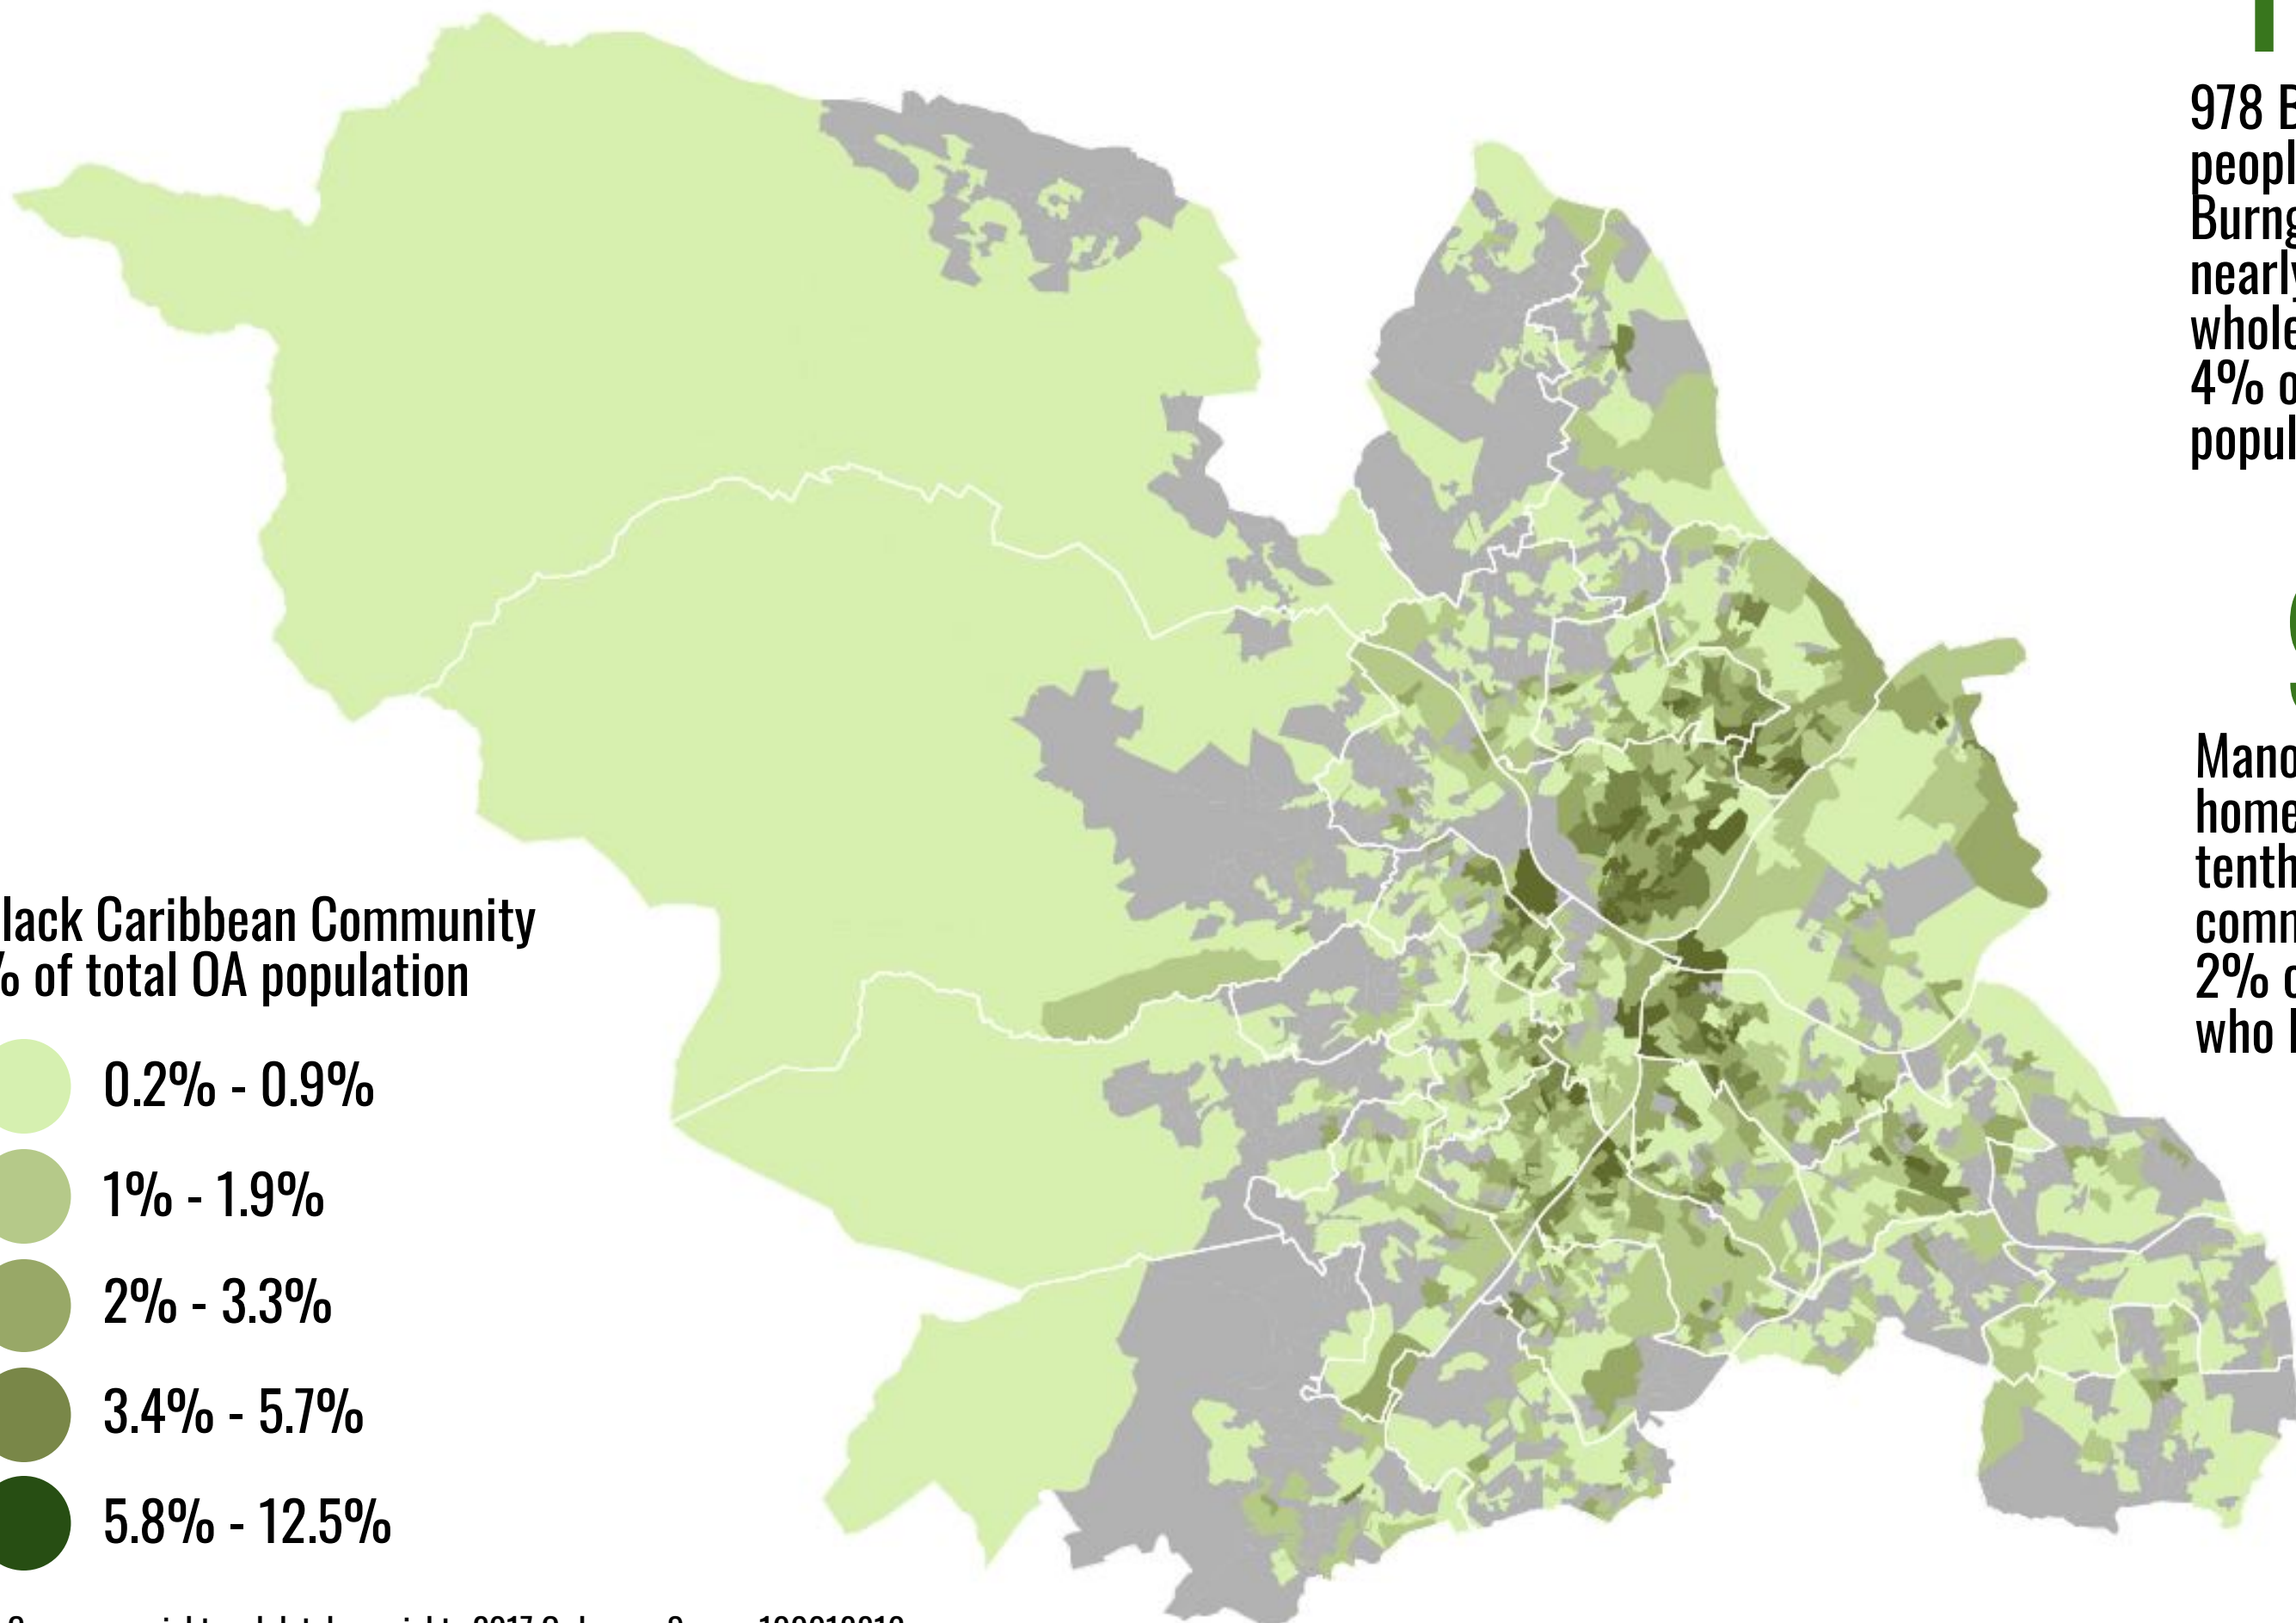 lack Caribbean Community
% of total OA population
0.2% - 0.9%
1% - 1.9%
2% - 3.3%
3.4% - 5.7%
5.8% - 12.5%
978 B
peopl
Burng
nearly
whole
4% o
popul
Mano
home
tenth
comm
2% o
who